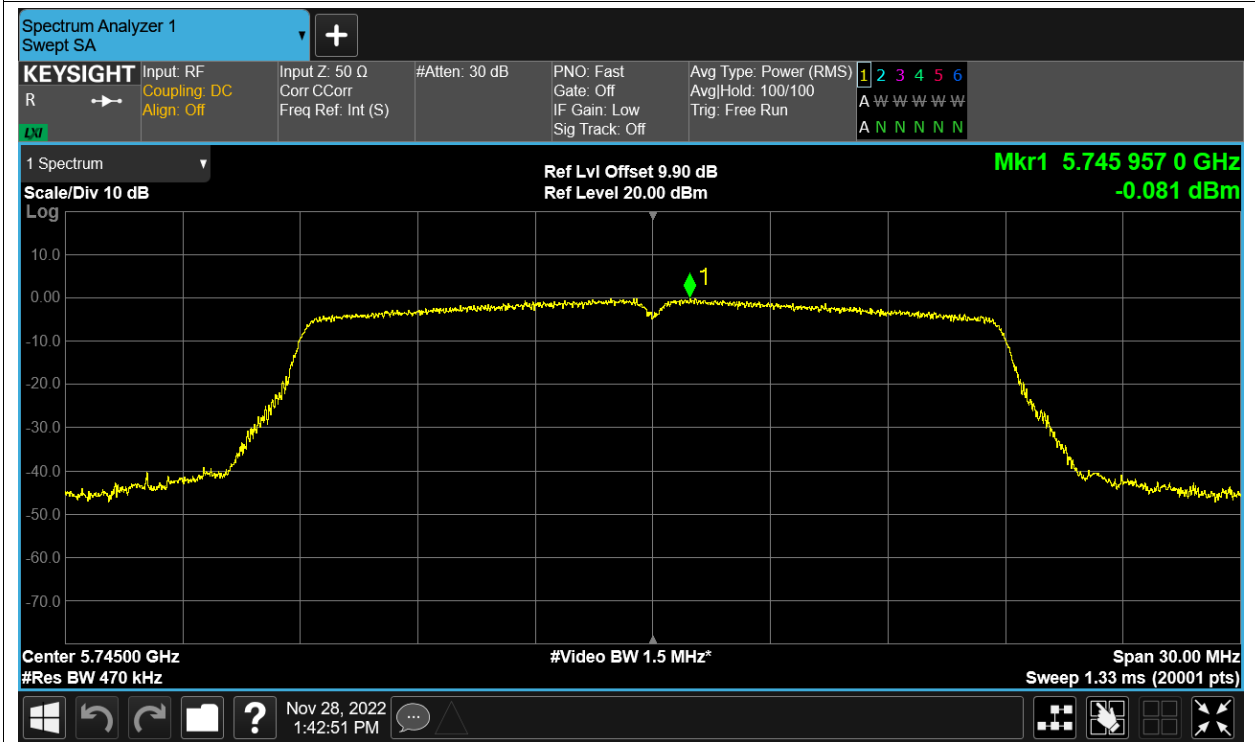 Spectrum Analyzer 1
Swept SA
+
KEYSIGHT
R
LXI
Input: RF
Coupling: DC
Align: Off
Input Z: 50 Ω
Corr CCorr
Freq Ref: Int (S)
#Atten: 30 dB
PNO: Fast
Gate: Off
IF Gain: Low
Sig Track: Off
Avg Type: Power (RMS)
Avg|Hold: 100/100
Trig: Free Run
1 2 3 4 5 6
A W W W W W
A N N N N N
1 Spectrum
Scale/Div 10 dB
Log
Ref Lvl Offset 9.90 dB
Ref Level 20.00 dBm
Mkr1 5.745 957 0 GHz
-0.081 dBm
1
10.0
0.00
-10.0
-20.0
-30.0
-40.0
-50.0
-60.0
-70.0
Center 5.74500 GHz
#Video BW 1.5 MHz*
Span 30.00 MHz
#Res BW 470 kHz
Sweep 1.33 ms (20001 pts)
?
Nov 28, 2022
1:42:51 PM